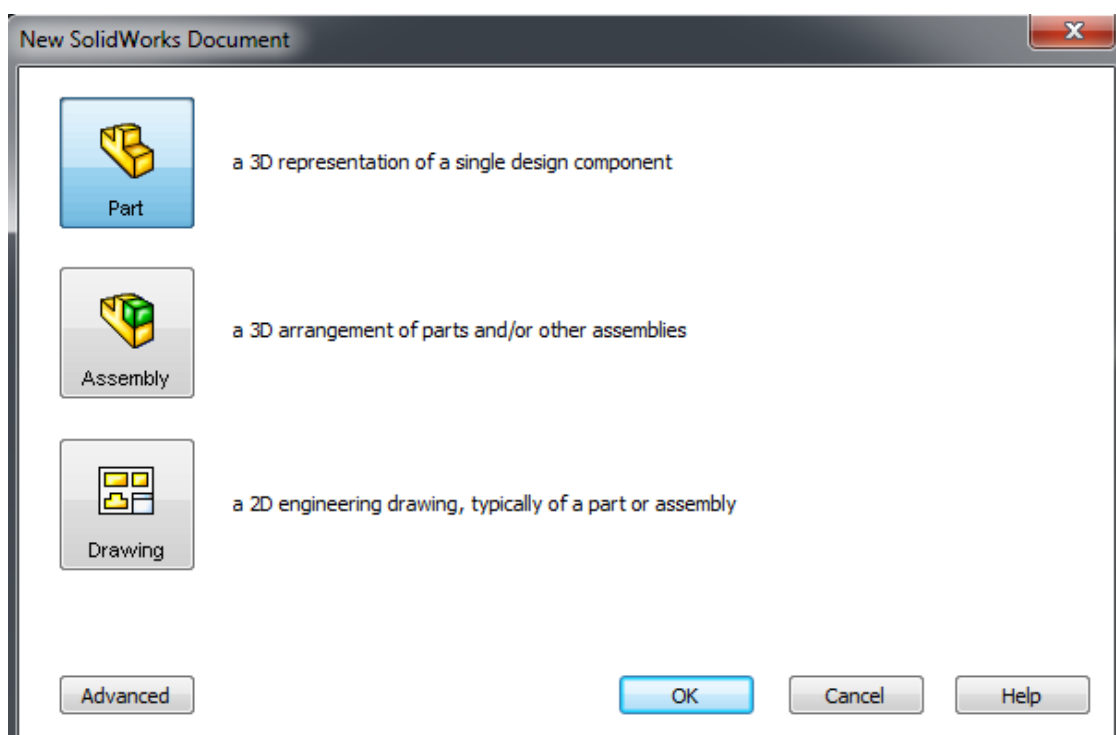 New SolidWorks Document
Part
a 3D representation of a single design component
Assembly
a 3D arrangement of parts and/or other assemblies
Drawing
a 2D engineering drawing, typically of a part or assembly
Advanced
OK
Cancel
Help